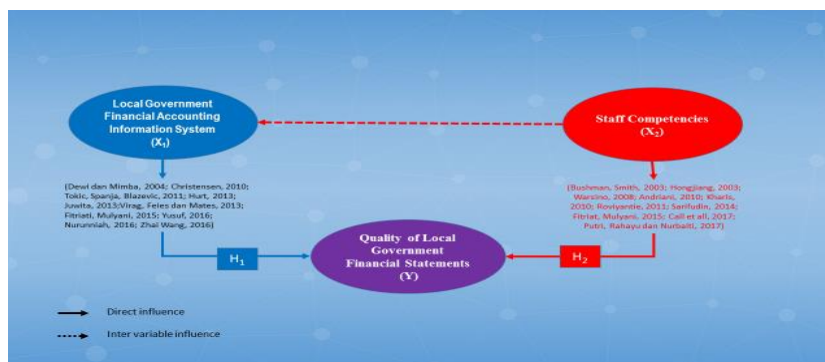 Local Government
Financial Accounting
Information System
(X1)
Staff Competencies
(X2)
(Dewi dan Mimba, 2004; Christensen, 2010;
Tokic, Spanja, Blazevic, 2011; Hurt, 2013;
Juwita, 2013;Virag, Feies dan Mates, 2013;
Fitriati, Mulyani, 2015; Yusuf, 2016;
Nurunniah, 2016; Zhai Wang, 2016)
(Bushman, Smith, 2003; Hongjiang, 2003;
Warsino, 2008; Andriani, 2010; Kharis,
2010; Roviyantie, 2011; Sarifudin, 2014;
Fitriat, Mulyani. 2015; Call et all, 2017;
Putri, Rahayu dan Nurbaiti, 2017)
Quality of Local
Government
Financial Statements
(Y)
H1
H2
Direct influence
Inter variable influence